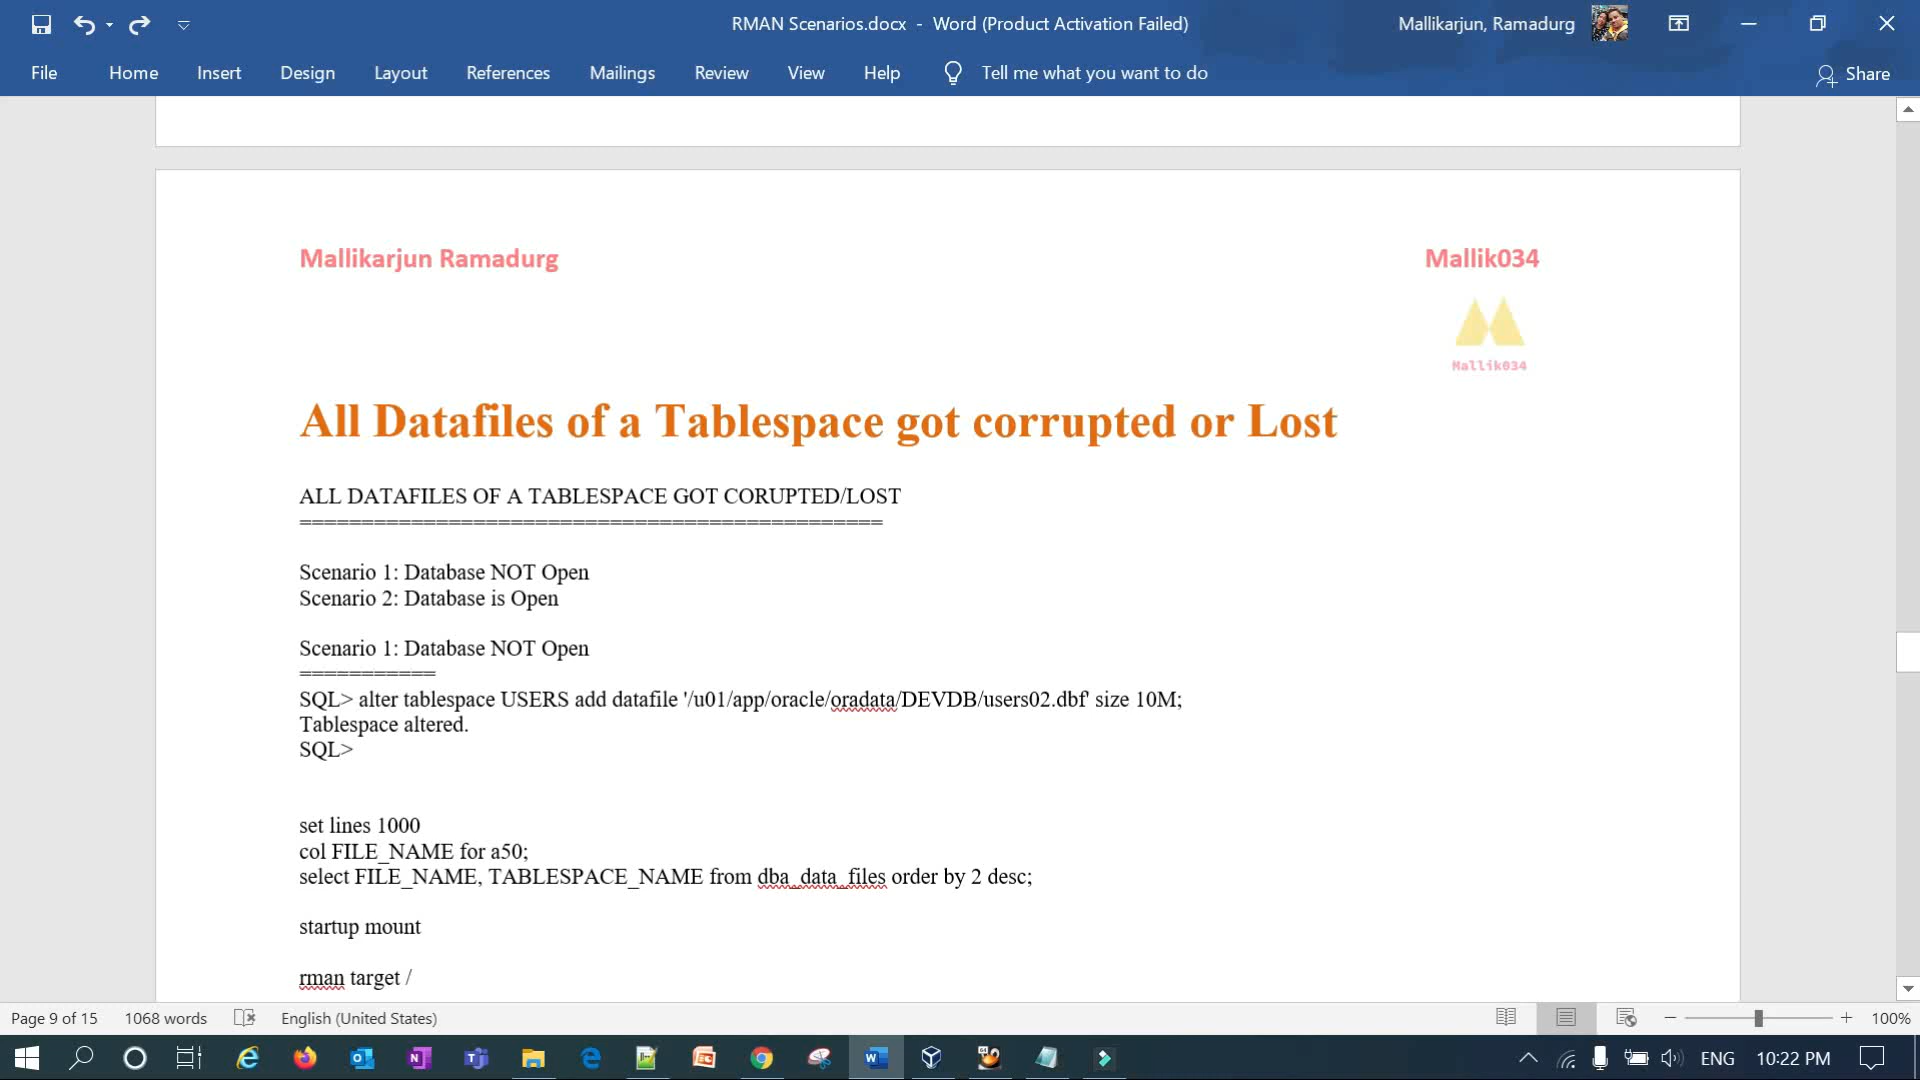 RMAN Scenarios.docx - Word (Product Activation Failed)
Mallikarjun, Ramadurg
File Home Insert Design Layout References Mailings Review View Help Tell me what you want to do
Share
Mallikarjun Ramadurg
Mallik034
Mallik034
All Datafiles of a Tablespace got corrupted or Lost
ALL DATAFILES OF A TABLESPACE GOT CORUPTED/LOST
===============================================
Scenario 1: Database NOT Open
Scenario 2: Database is Open
Scenario 1: Database NOT Open
===========
SQL> alter tablespace USERS add datafile '/u01/app/oracle/oradata/DEVDB/users02.dbf' size 10M;
Tablespace altered.
SQL>
set lines 1000
col FILE_NAME for a50;
select FILE_NAME, TABLESPACE_NAME from dba_data_files order by 2 desc;
startup mount
rman target /
Page 9 of 15 1068 words English (United States)
100%
ENG 10:22 PM